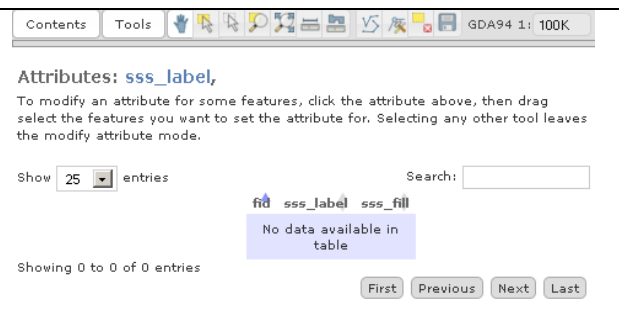 Contents Tools GDA94 1: 100K
Attributes: sss_label,
To modify an attribute for some features, click the attribute above, then drag
select the features you want to set the attribute for. Selecting any other tool leaves
the modify attribute mode.
Show 25 entries Search:
fid sss_label sss_fill
No data available in
table
Showing 0 to 0 of 0 entries
First Previous Next Last